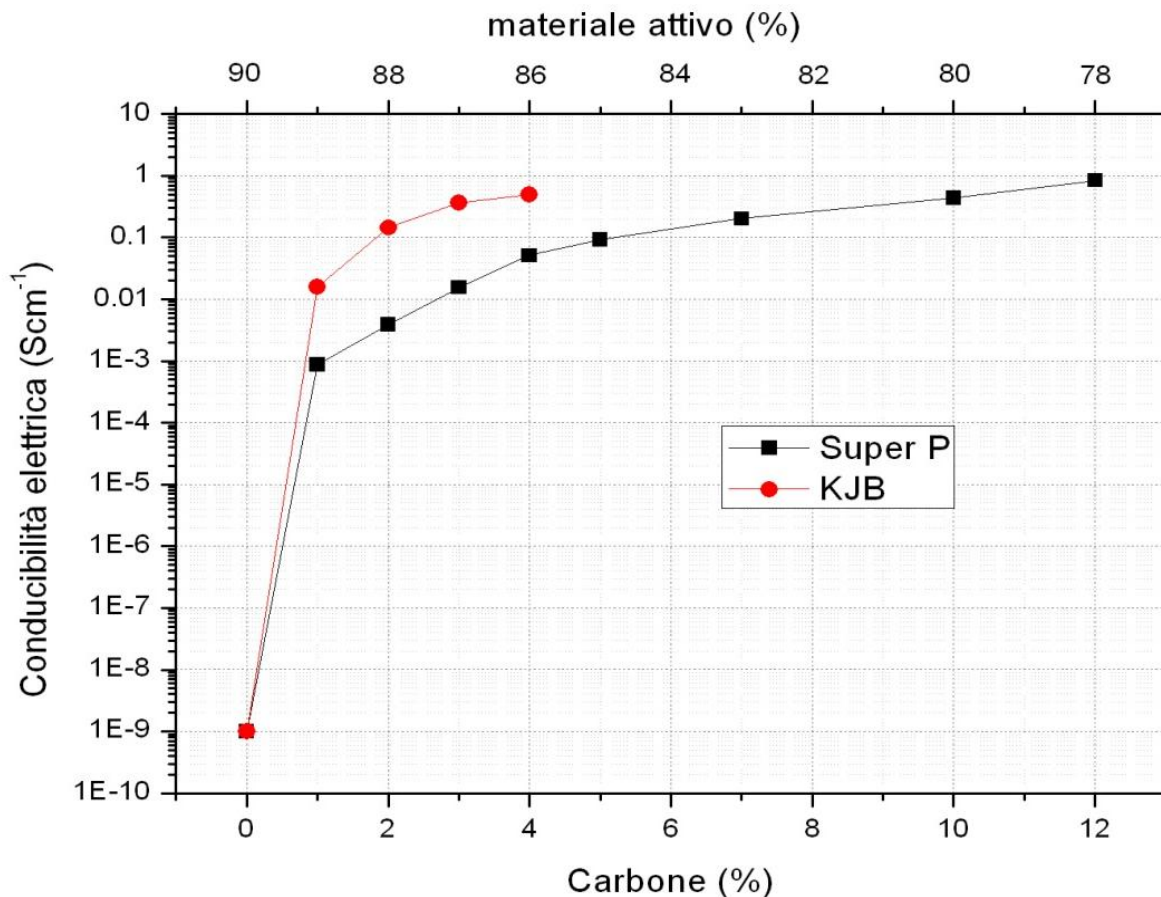 materiale attivo (%)
90 88 86 84 82 80 78
10
1
0.1
0.01
1E-3
1E-4
1E-5
1E-6
1E-7
1E-8
1E-9
1E-10
Conducibilità elettrica (Scm⁻¹)
Super P
KJB
0 2 4 6 8 10 12
Carbone (%)